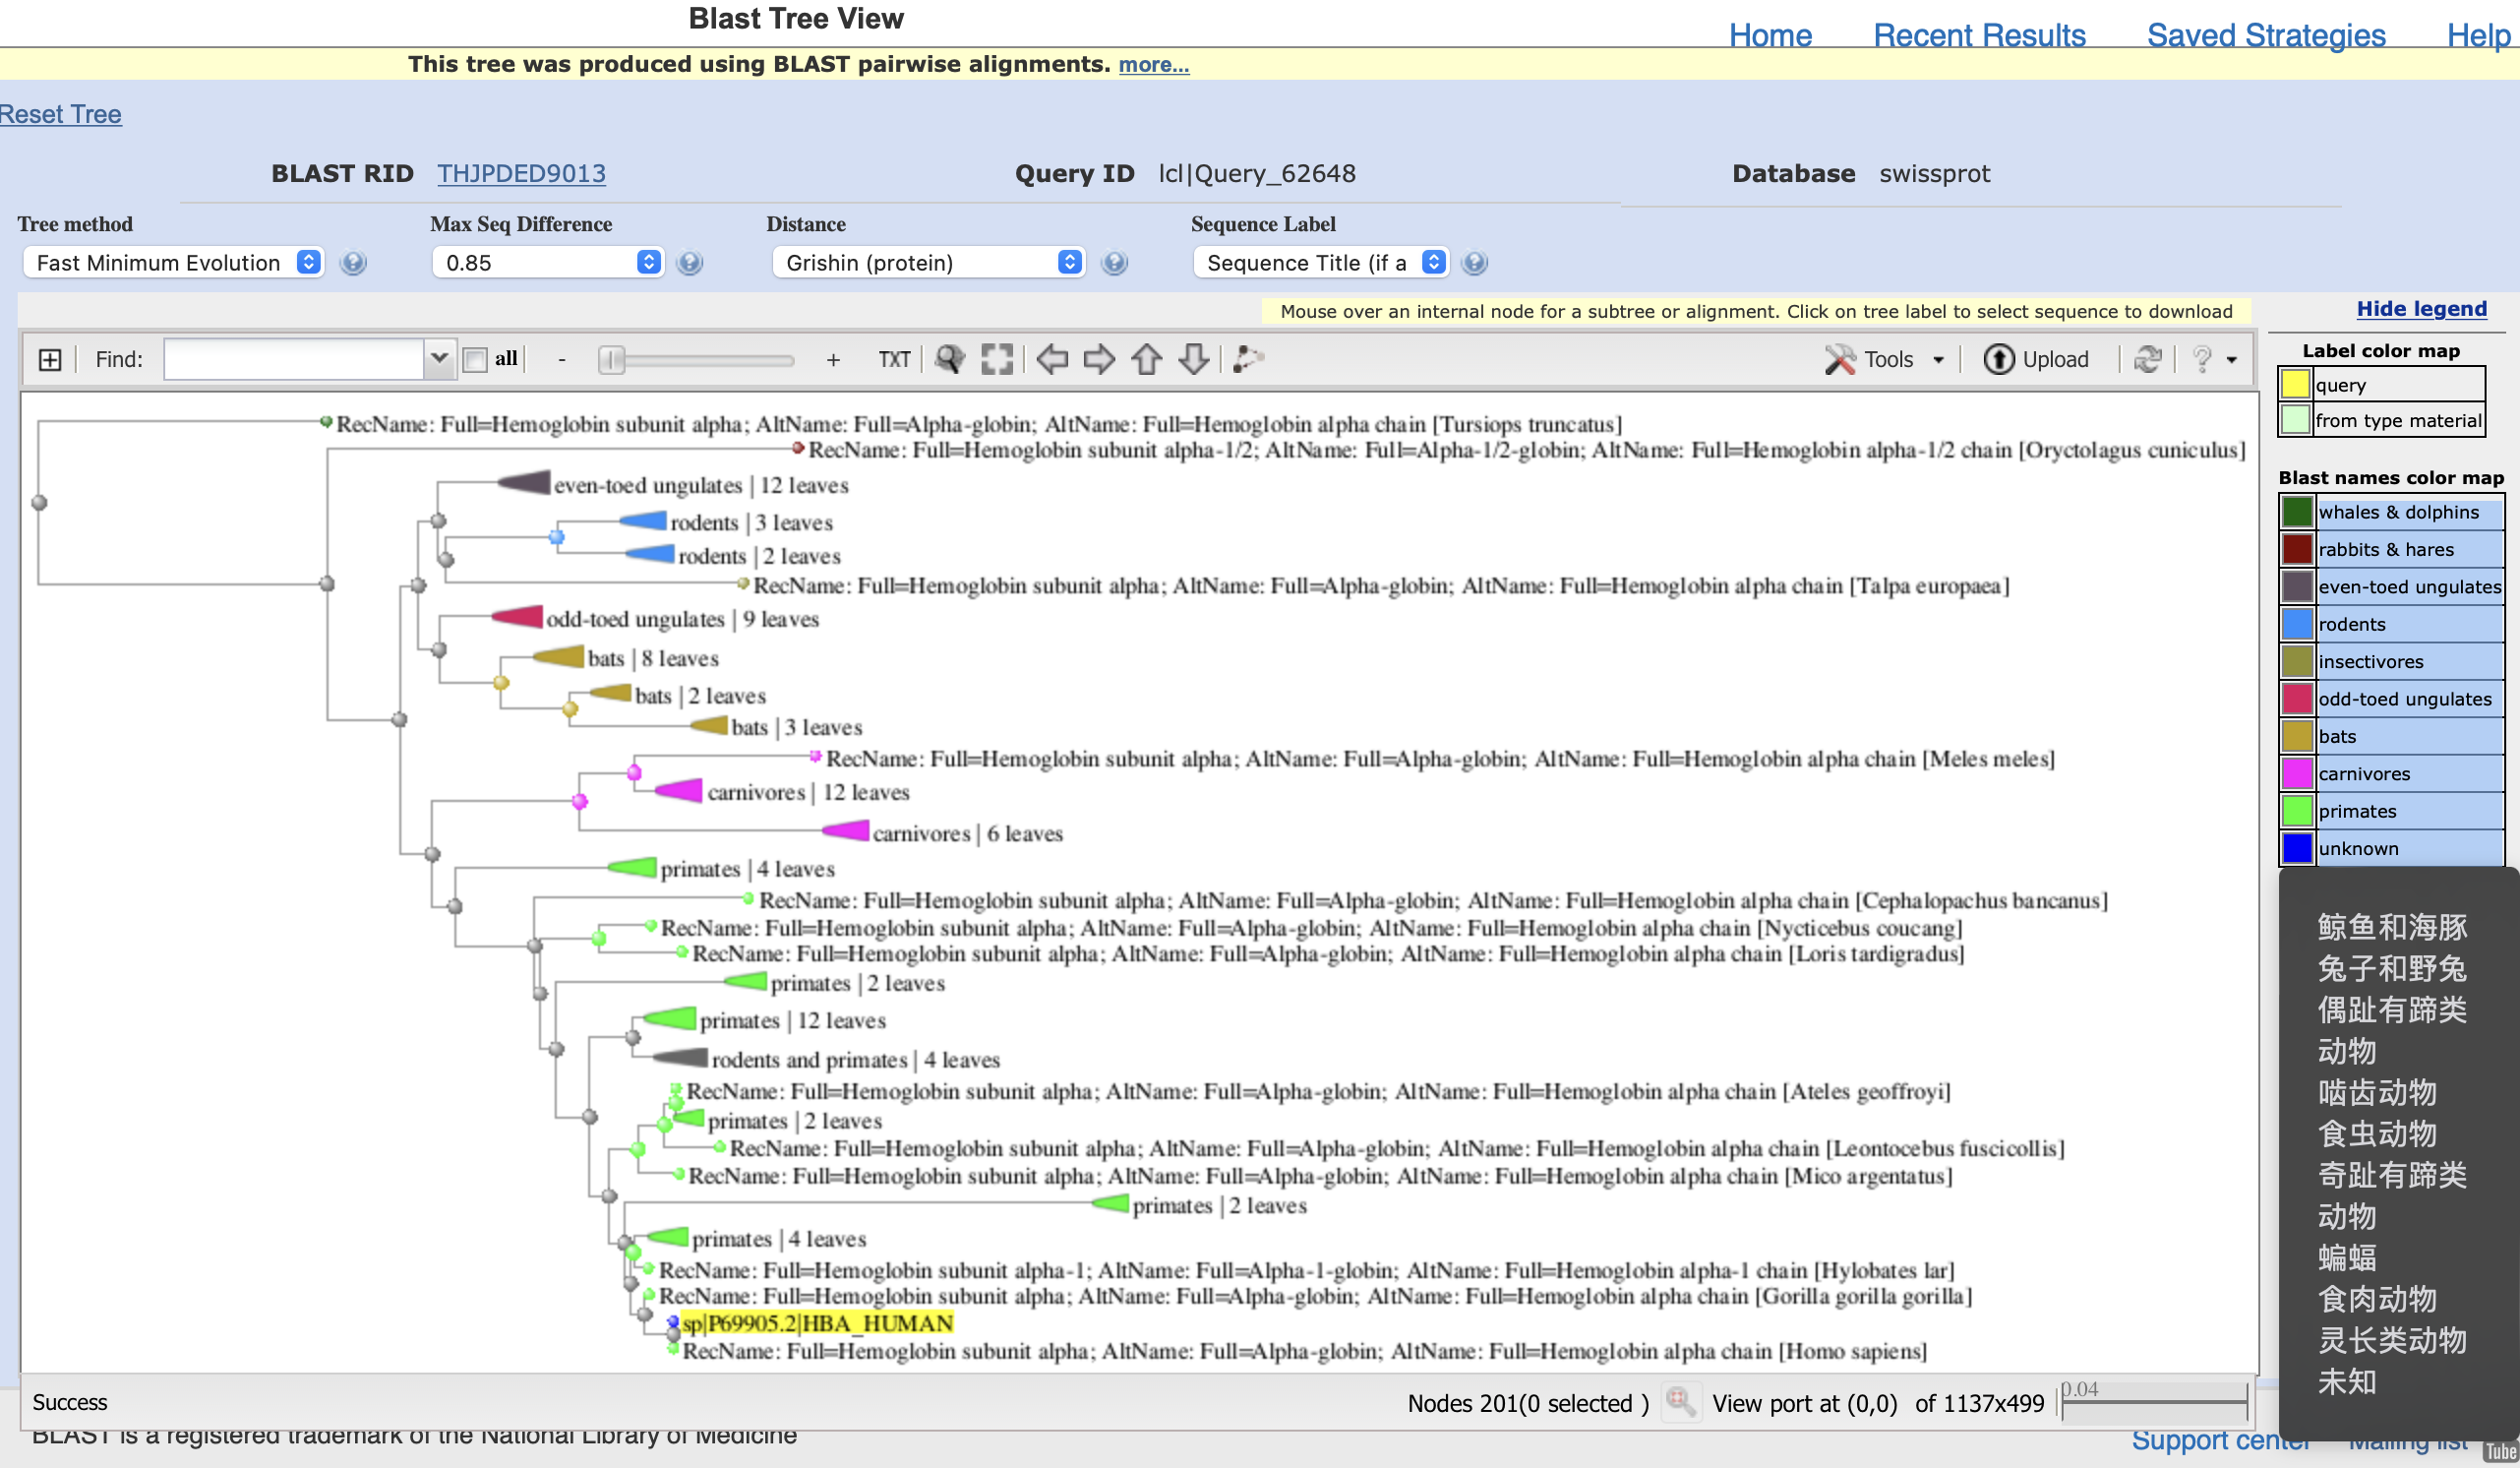 Blast Tree View
Home Recent Results Saved Strategies Help
This tree was produced using BLAST pairwise alignments. more...
Reset Tree
BLAST RID THJPDED9013 Query ID lcl|Query_62648 Database swissprot
Tree method Max Seq Difference Distance Sequence Label
Fast Minimum Evolution 0.85 Grishin (protein) Sequence Title (if a
Mouse over an internal node for a subtree or alignment. Click on tree label to select sequence to download
Hide legend
Find: all - + TXT Tools Upload ?
RecName: Full=Hemoglobin subunit alpha; AltName: Full=Alpha-globin; AltName: Full=Hemoglobin alpha chain [Tursiops truncatus]
RecName: Full=Hemoglobin subunit alpha-1/2; AltName: Full=Alpha-1/2-globin; AltName: Full=Hemoglobin alpha-1/2 chain [Oryctolagus cuniculus]
even-toed ungulates | 12 leaves
rodents | 3 leaves
rodents | 2 leaves
RecName: Full=Hemoglobin subunit alpha; AltName: Full=Alpha-globin; AltName: Full=Hemoglobin alpha chain [Talpa europaea]
odd-toed ungulates | 9 leaves
bats | 8 leaves
bats | 2 leaves
bats | 3 leaves
RecName: Full=Hemoglobin subunit alpha; AltName: Full=Alpha-globin; AltName: Full=Hemoglobin alpha chain [Meles meles]
carnivores | 12 leaves
carnivores | 6 leaves
primates | 4 leaves
RecName: Full=Hemoglobin subunit alpha; AltName: Full=Alpha-globin; AltName: Full=Hemoglobin alpha chain [Cephalopachus bancanus]
RecName: Full=Hemoglobin subunit alpha; AltName: Full=Alpha-globin; AltName: Full=Hemoglobin alpha chain [Nycticebus coucang]
RecName: Full=Hemoglobin subunit alpha; AltName: Full=Alpha-globin; AltName: Full=Hemoglobin alpha chain [Loris tardigradus]
primates | 2 leaves
primates | 12 leaves
rodents and primates | 4 leaves
RecName: Full=Hemoglobin subunit alpha; AltName: Full=Alpha-globin; AltName: Full=Hemoglobin alpha chain [Ateles geoffroyi]
primates | 2 leaves
RecName: Full=Hemoglobin subunit alpha; AltName: Full=Alpha-globin; AltName: Full=Hemoglobin alpha chain [Leontocebus fuscicollis]
RecName: Full=Hemoglobin subunit alpha; AltName: Full=Alpha-globin; AltName: Full=Hemoglobin alpha chain [Mico argentatus]
primates | 2 leaves
primates | 4 leaves
RecName: Full=Hemoglobin subunit alpha-1; AltName: Full=Alpha-1-globin; AltName: Full=Hemoglobin alpha-1 chain [Hylobates lar]
RecName: Full=Hemoglobin subunit alpha; AltName: Full=Alpha-globin; AltName: Full=Hemoglobin alpha chain [Gorilla gorilla gorilla]
sp|P69905.2|HBA_HUMAN
RecName: Full=Hemoglobin subunit alpha; AltName: Full=Alpha-globin; AltName: Full=Hemoglobin alpha chain [Homo sapiens]
Label color map
query
from type material
Blast names color map
whales & dolphins
rabbits & hares
even-toed ungulates
rodents
insectivores
odd-toed ungulates
bats
carnivores
primates
unknown
鲸鱼和海豚
兔子和野兔
偶趾有蹄类
动物
啮齿动物
食虫动物
奇趾有蹄类
动物
蝙蝠
食肉动物
灵长类动物
未知
Success Nodes 201(0 selected ) View port at (0,0) of 1137x499 0.04
BLAST is a registered trademark of the National Library of Medicine
Support center Mailing list
Tube